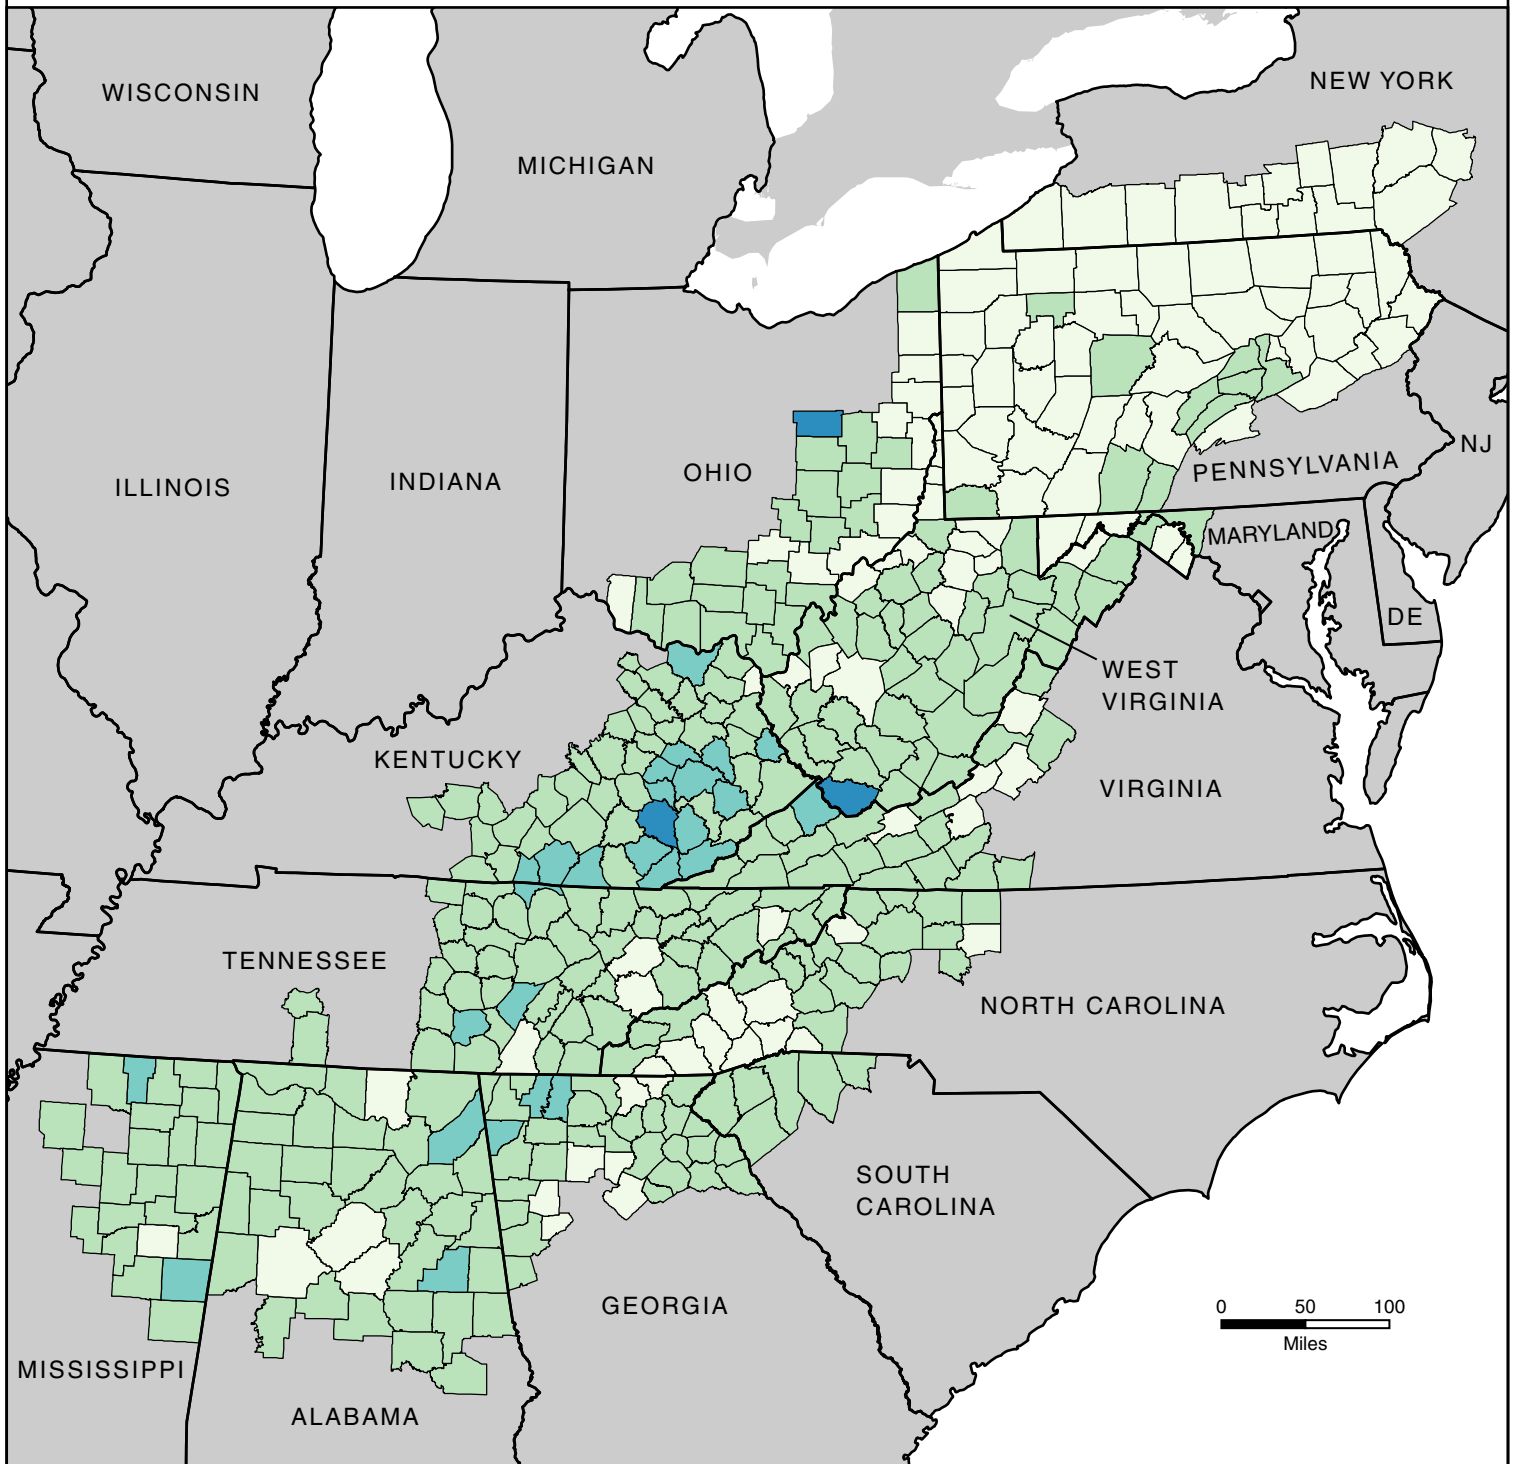 NEW YORK
WISCONSIN
MICHIGAN
NJ
PENNSYLVANIA
OHIO
INDIANA
ILLINOIS
MARYLAND
DE
WEST
VIRGINIA
KENTUCKY
VIRGINIA
TENNESSEE
NORTH CAROLINA
SOUTH
CAROLINA
GEORGIA
0 50 100
Miles
MISSISSIPPI
ALABAMA